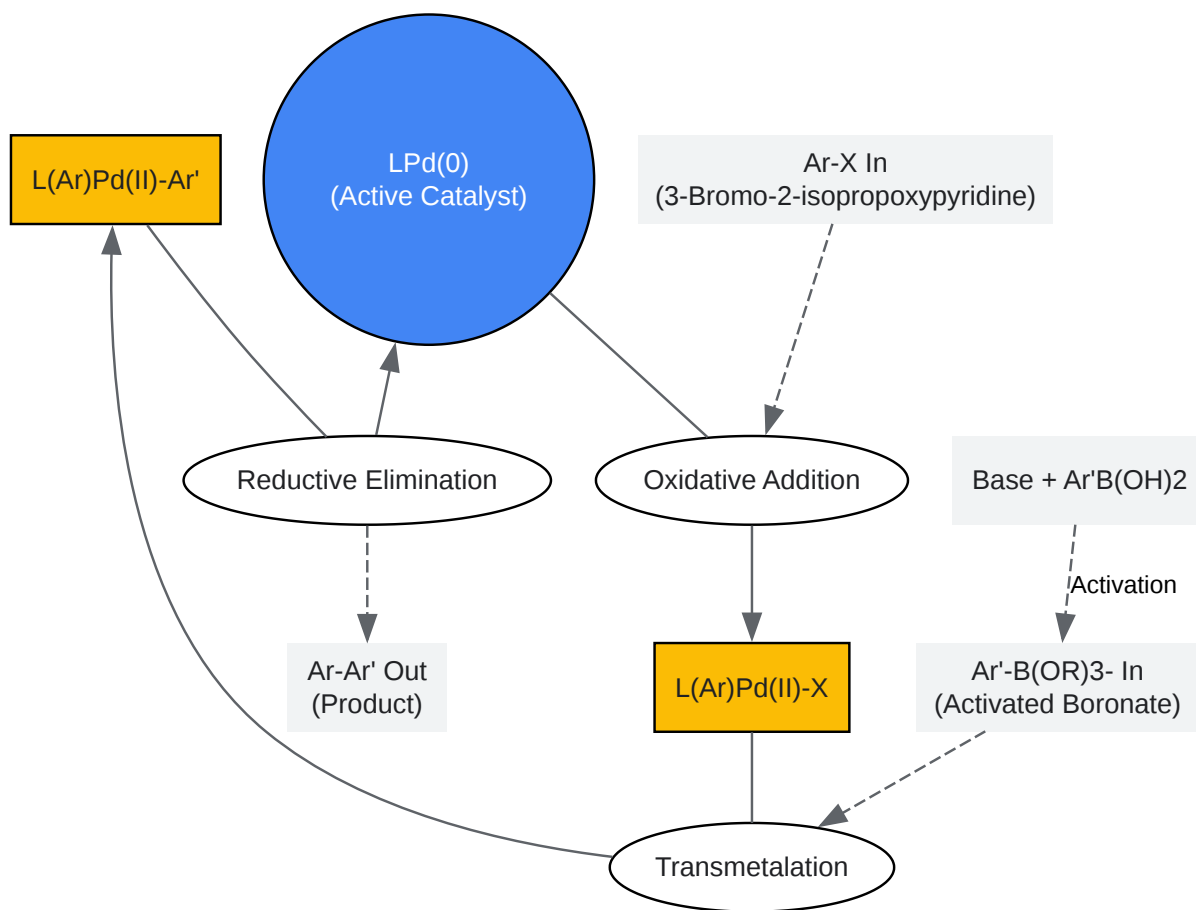 LPd(0)
(Active Catalyst)
Ar-X In
(3-Bromo-2-isopropoxypyridine)
L(Ar)Pd(II)-Ar'
Reductive Elimination
Oxidative Addition
Base + Ar'B(OH)2
Activation
Ar-Ar' Out
(Product)
L(Ar)Pd(II)-X
Ar'-B(OR)3- In
(Activated Boronate)
Transmetalation